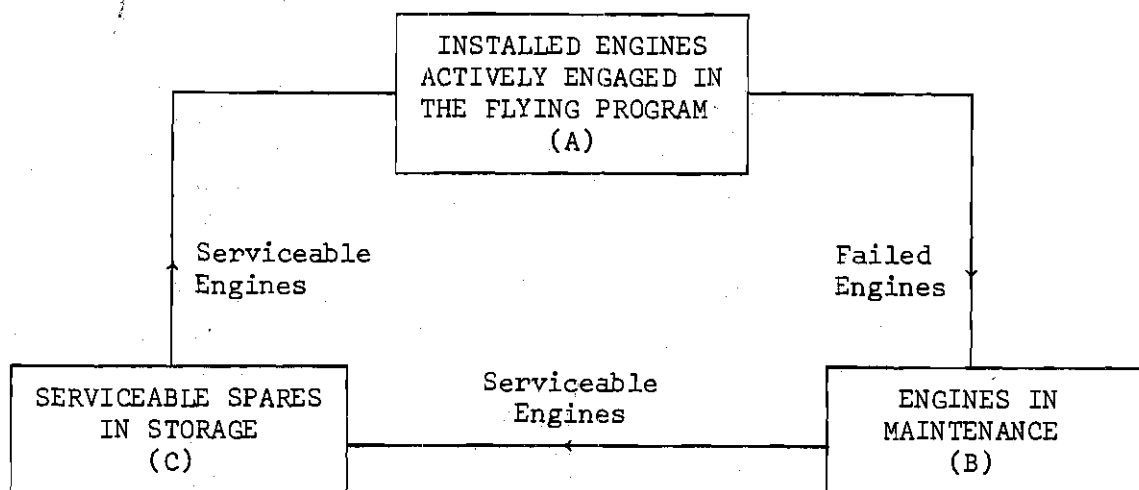 INSTALLED ENGINES
ACTIVELY ENGAGED IN
THE FLYING PROGRAM
(A)
Serviceable
Engines
Failed
Engines
SERVICEABLE SPARES
IN STORAGE
(C)
Serviceable
Engines
ENGINES IN
MAINTENANCE
(B)